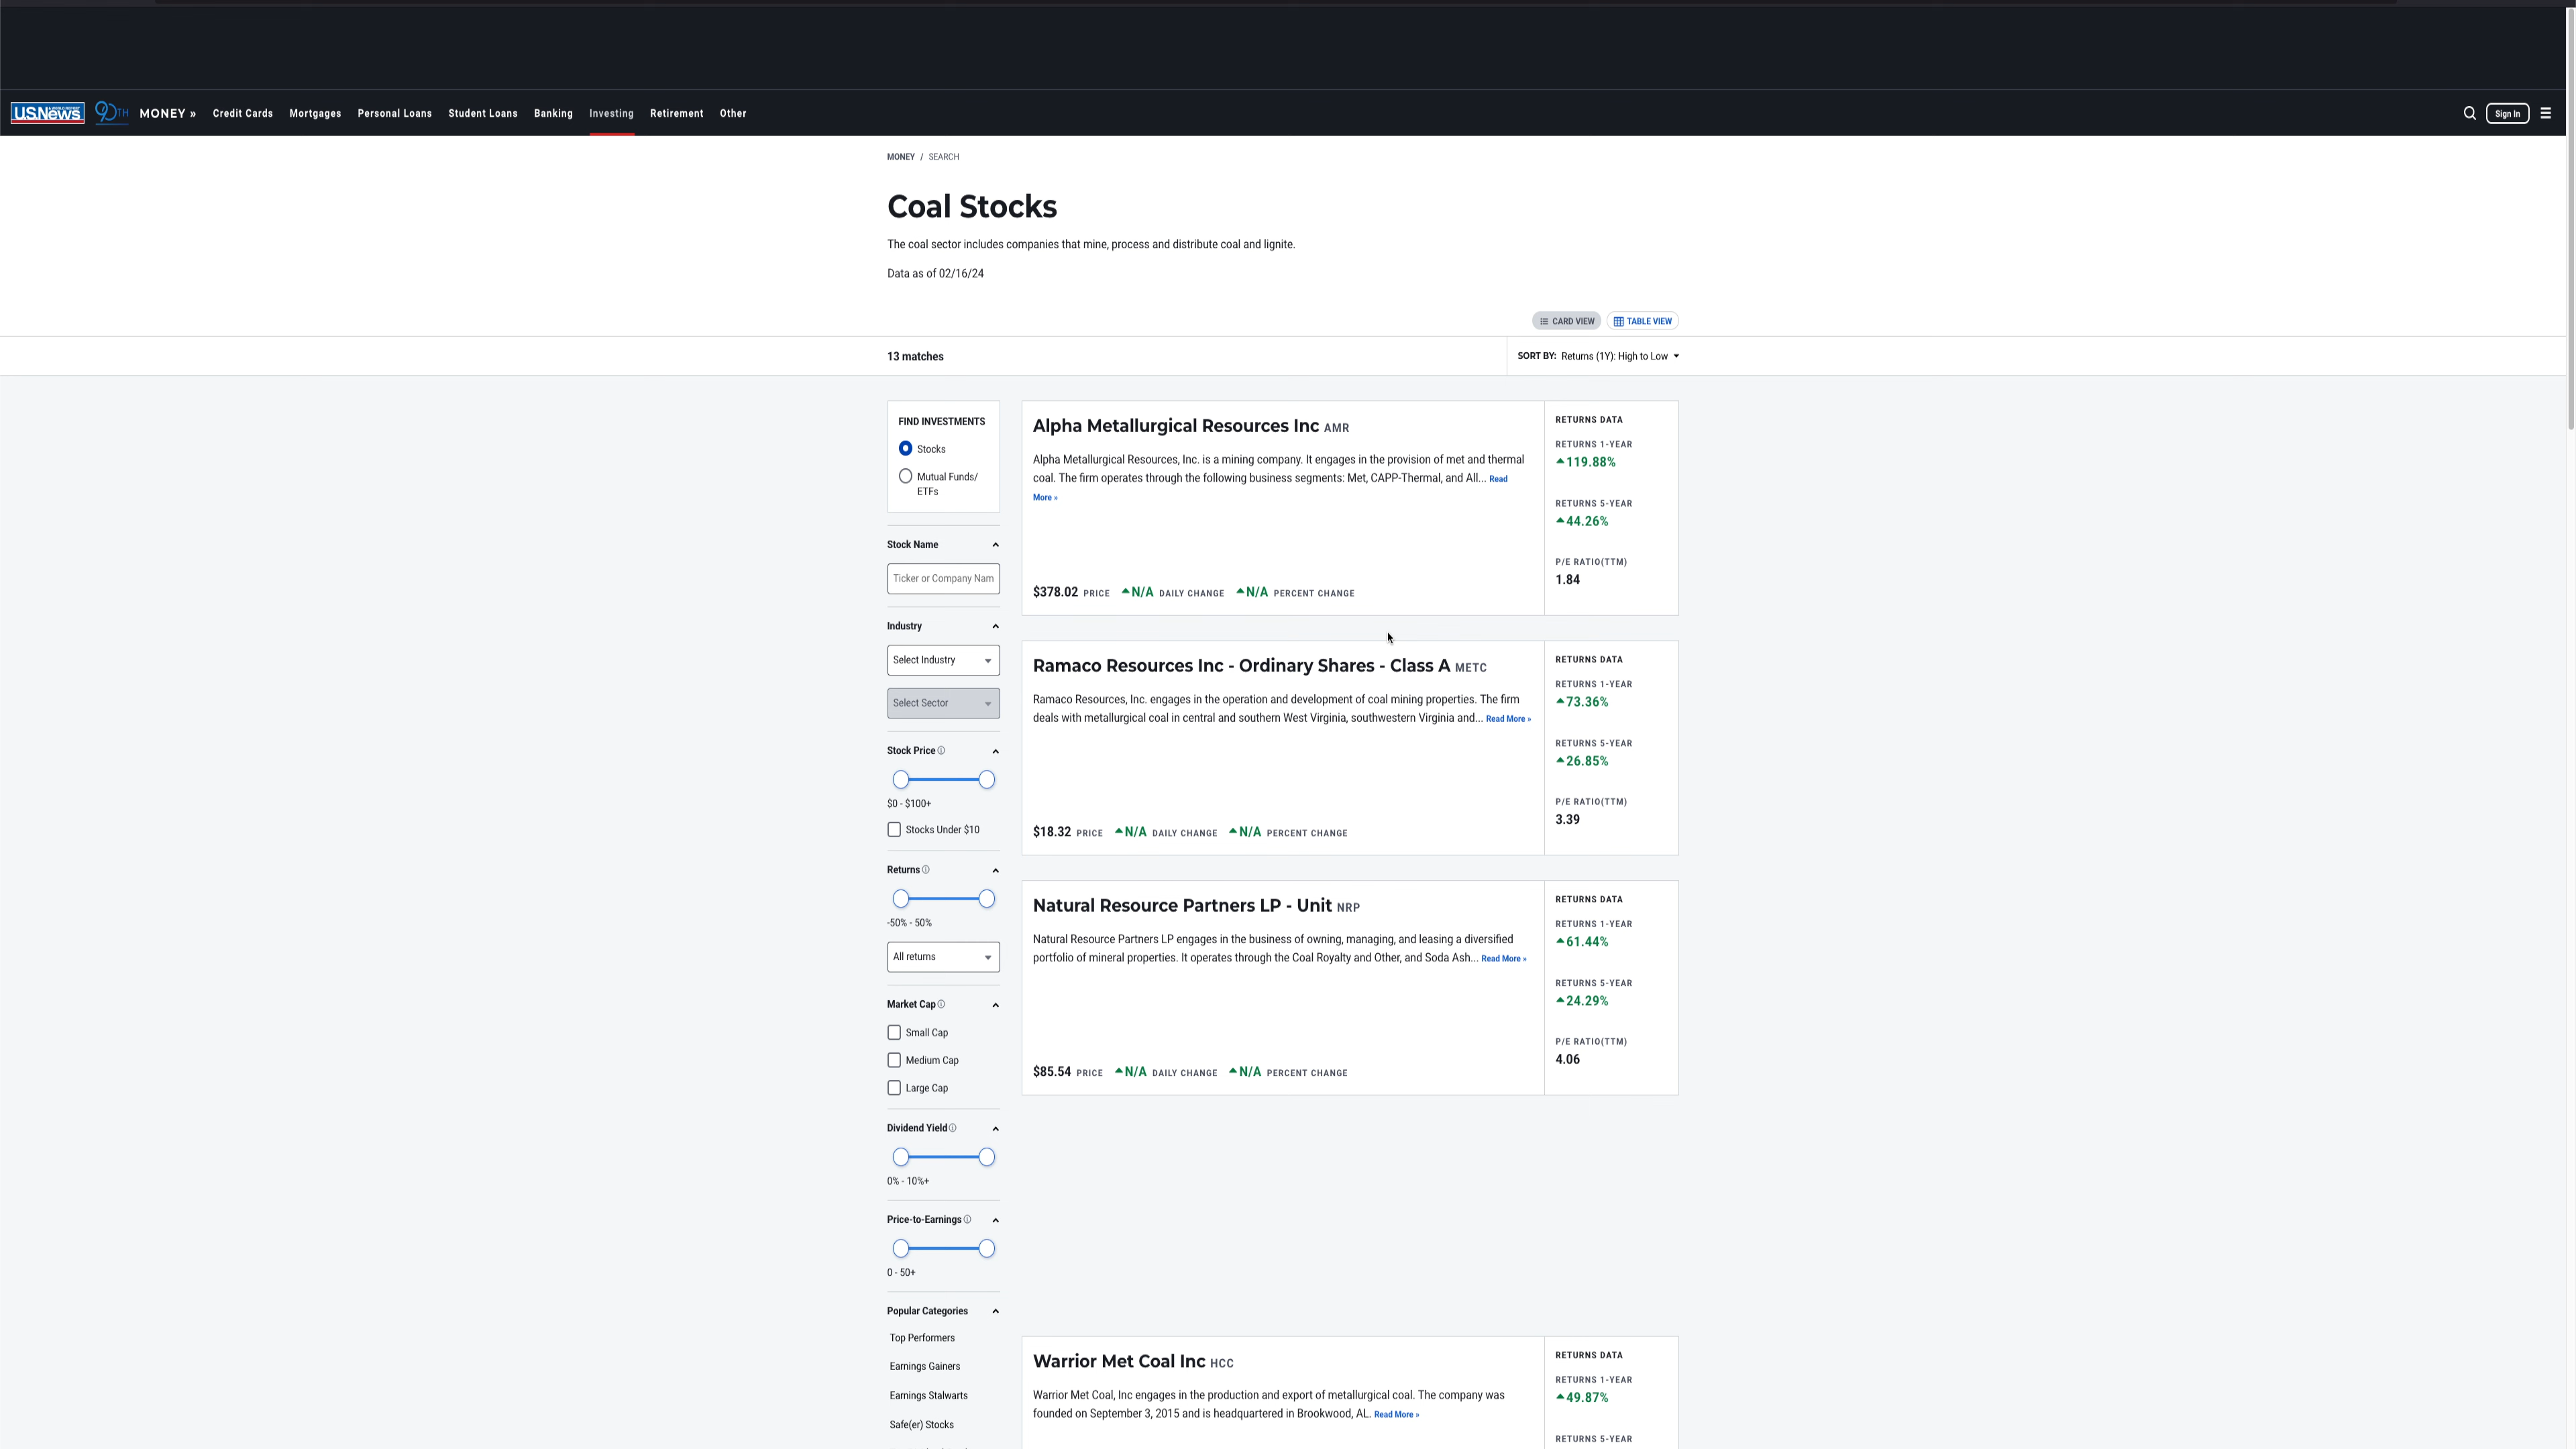 U.S.News
90TH
MONEY »
Credit Cards
Mortgages
Personal Loans
Student Loans
Banking
Investing
Retirement
Other
Sign In
MONEY / SEARCH
Coal Stocks
The coal sector includes companies that mine, process and distribute coal and lignite.
Data as of 02/16/24
CARD VIEW
TABLE VIEW
13 matches
SORT BY: Returns (1Y): High to Low
FIND INVESTMENTS
Stocks
Mutual Funds/
ETFs
Stock Name
Ticker or Company Nam
Industry
Select Industry
Select Sector
Stock Price
$0 - $100+
Stocks Under $10
Returns
-50% - 50%
All returns
Market Cap
Small Cap
Medium Cap
Large Cap
Dividend Yield
0% - 10%+
Price-to-Earnings
0 - 50+
Popular Categories
Top Performers
Earnings Gainers
Earnings Stalwarts
Safe(er) Stocks
Alpha Metallurgical Resources Inc AMR
Alpha Metallurgical Resources, Inc. is a mining company. It engages in the provision of met and thermal
coal. The firm operates through the following business segments: Met, CAPP-Thermal, and All... Read
More »
$378.02 PRICE N/A DAILY CHANGE N/A PERCENT CHANGE
RETURNS DATA
RETURNS 1-YEAR
119.88%
RETURNS 5-YEAR
44.26%
P/E RATIO(TTM)
1.84
Ramaco Resources Inc - Ordinary Shares - Class A METC
Ramaco Resources, Inc. engages in the operation and development of coal mining properties. The firm
deals with metallurgical coal in central and southern West Virginia, southwestern Virginia and... Read More »
$18.32 PRICE N/A DAILY CHANGE N/A PERCENT CHANGE
RETURNS DATA
RETURNS 1-YEAR
73.36%
RETURNS 5-YEAR
26.85%
P/E RATIO(TTM)
3.39
Natural Resource Partners LP - Unit NRP
Natural Resource Partners LP engages in the business of owning, managing, and leasing a diversified
portfolio of mineral properties. It operates through the Coal Royalty and Other, and Soda Ash... Read More »
$85.54 PRICE N/A DAILY CHANGE N/A PERCENT CHANGE
RETURNS DATA
RETURNS 1-YEAR
61.44%
RETURNS 5-YEAR
24.29%
P/E RATIO(TTM)
4.06
Warrior Met Coal Inc HCC
Warrior Met Coal, Inc engages in the production and export of metallurgical coal. The company was
founded on September 3, 2015 and is headquartered in Brookwood, AL. Read More »
RETURNS DATA
RETURNS 1-YEAR
49.87%
RETURNS 5-YEAR